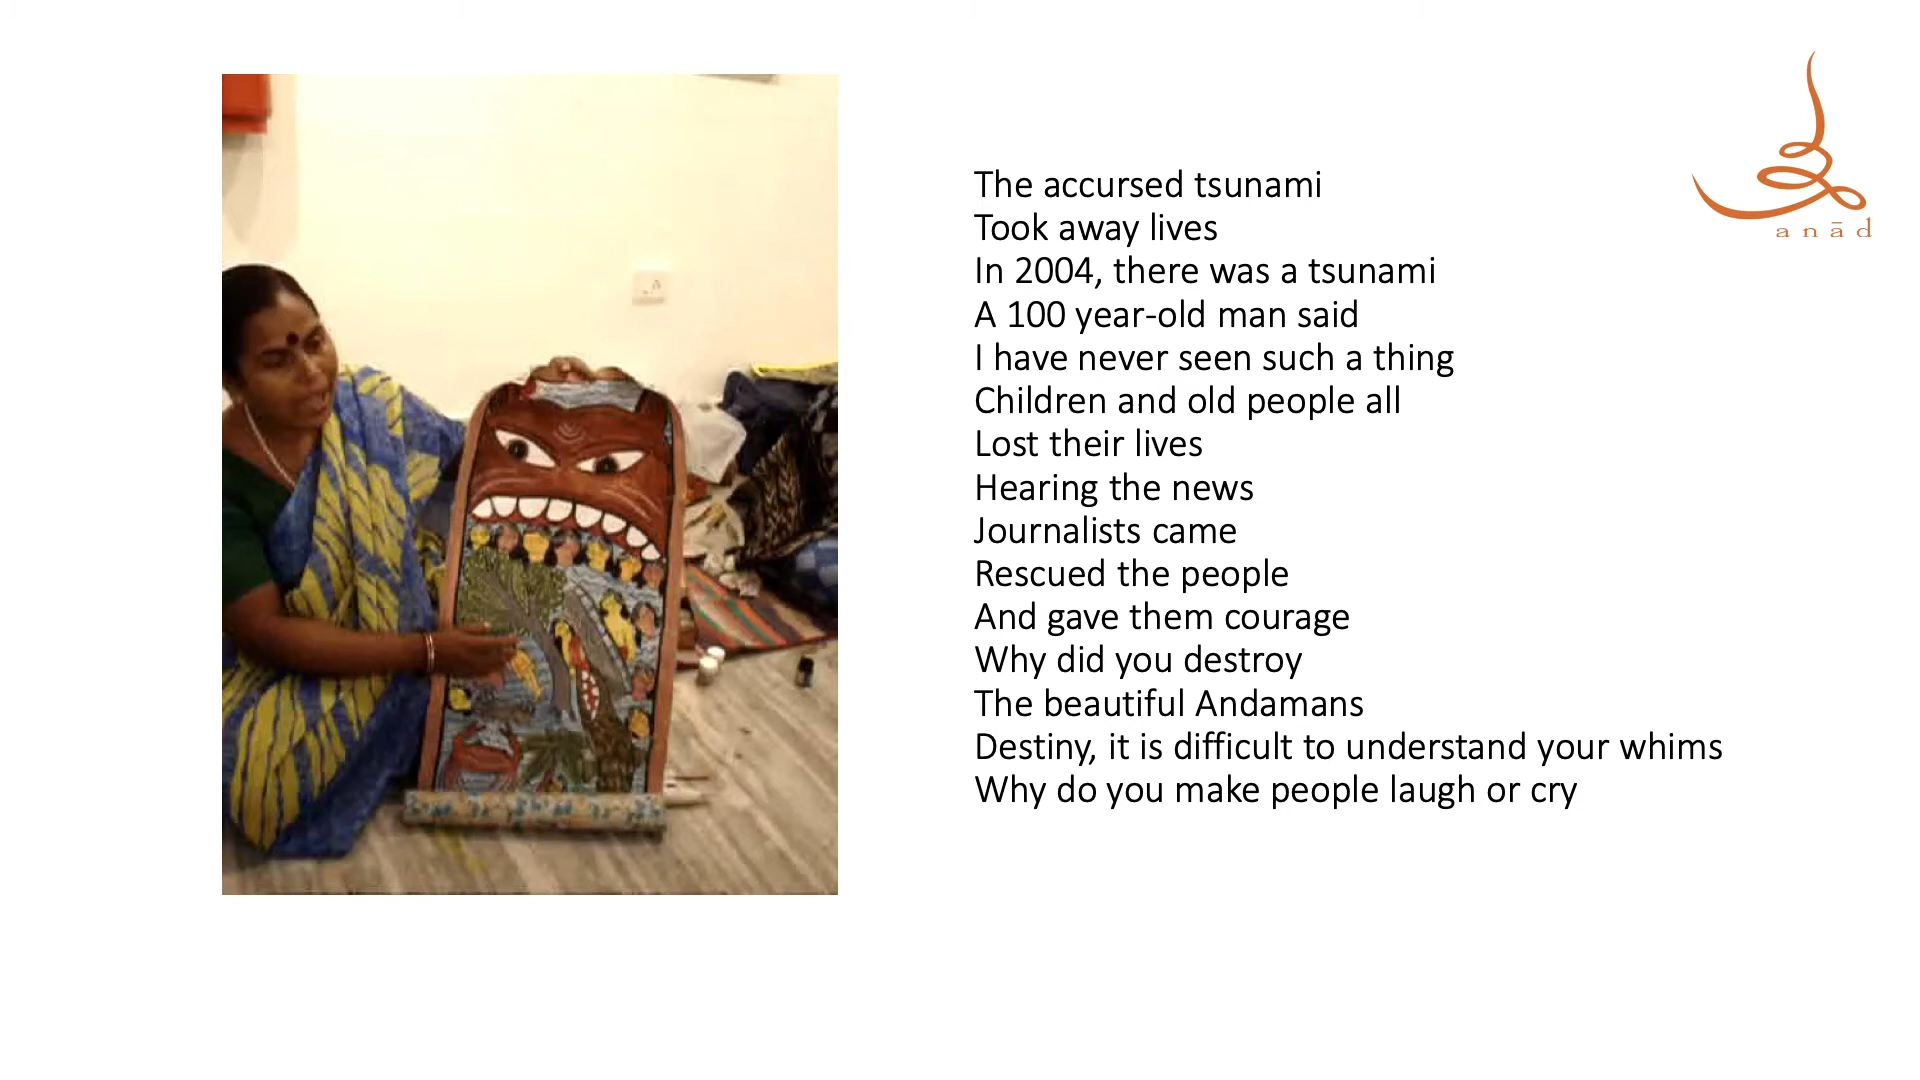 The accursed tsunami
Took away lives
In 2004, there was a tsunami
A 100 year-old man said
I have never seen such a thing
Children and old people all
Lost their lives
Hearing the news
Journalists came
Rescued the people
And gave them courage
Why did you destroy
The beautiful Andamans
Destiny, it is difficult to understand your whims
Why do you make people laugh or cry
anād